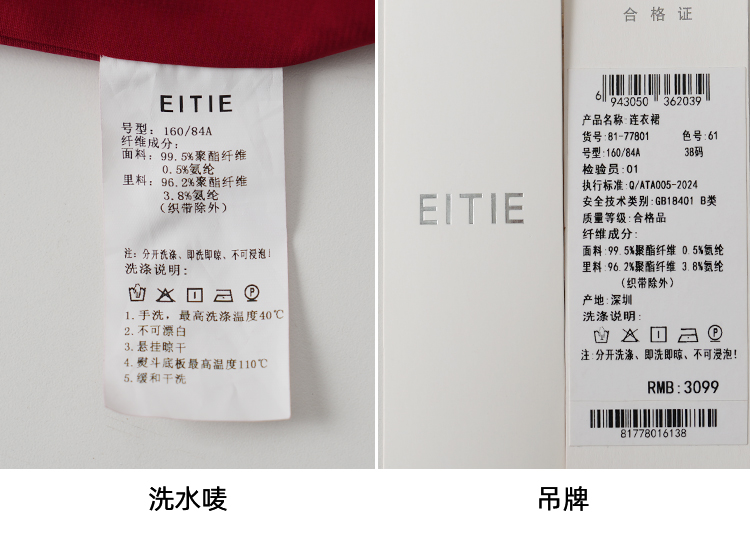 EITIE
号型：160/84A
纤维成分：
面料：99.5%聚酯纤维
0.5%氨纶
里料：96.2%聚酯纤维
3.8%氨纶
（织带除外）
注：分开洗涤、即洗即晾、不可浸泡！
洗涤说明：
1.手洗，最高洗涤温度40℃
2.不可漂白
3.悬挂晾干
4.熨斗底板最高温度110℃
5.缓和干洗
洗水唛
EITIE
合格证
6 943050 362039
产品名称:连衣裙
货号:81-77801 色号:61
号型:160/84A 38码
检验员:01
执行标准:Q/ATA005-2024
安全技术类别:GB18401 B类
质量等级:合格品
纤维成分:
面料:99.5%聚酯纤维 0.5%氨纶
里料:96.2%聚酯纤维 3.8%氨纶
（织带除外）
产地:深圳
洗涤说明:
注:分开洗涤、即洗即晾、不可浸泡！
RMB:3099
81778016138
吊牌